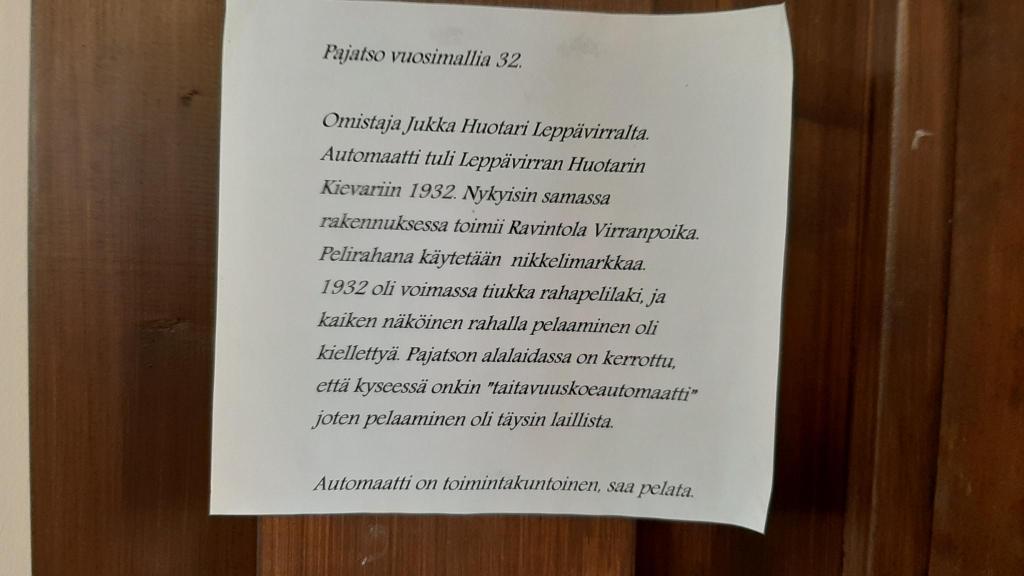 Pajatso vuosimallia 32.
Omistaja Jukka Huotari Leppävirralta.
Automaatti tuli Leppävirran Huotarin
Kievariin 1932. Nykyisin samassa
rakennuksessa toimii Ravintola Virranpoika.
Pelirahana käytetään nikkelimarkkaa.
1932 oli voimassa tiukka rahapelilaki, ja
kaiken näköinen rahalla pelaaminen oli
kiellettyä. Pajatson alalaidassa on kerrottu,
että kyseessä onkin "taitavuuskoeautomaatti"
joten pelaaminen oli täysin laillista.
Automaatti on toimintakuntoinen, saa pelata.